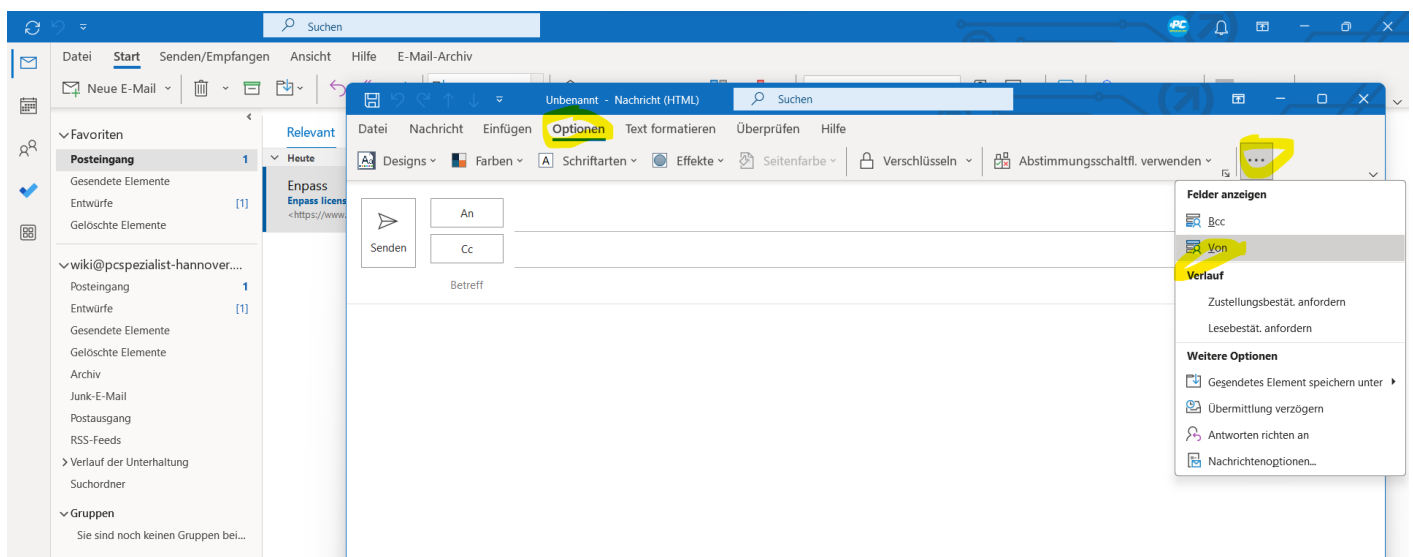 Suchen
PC
Datei Start Senden/Empfangen Ansicht Hilfe E-Mail-Archiv
Neue E-Mail
Favoriten
Posteingang 1
Gesendete Elemente
Entwürfe [1]
Gelöschte Elemente
wiki@pcspezialist-hannover....
Posteingang 1
Entwürfe [1]
Gesendete Elemente
Gelöschte Elemente
Archiv
Junk-E-Mail
Postausgang
RSS-Feeds
Verlauf der Unterhaltung
Suchordner
Gruppen
Sie sind noch keinen Gruppen bei...
Relevant
Heute
Enpass
Enpass licens
<https://www.
Unbenannt - Nachricht (HTML) Suchen
Datei Nachricht Einfügen Optionen Text formatieren Überprüfen Hilfe
Designs Farben Schriftarten Effekte Seitenfarbe Verschlüsseln Abstimmungsschaltfl. verwenden ...
Senden
An
Cc
Betreff
Felder anzeigen
Bcc
Von
Verlauf
Zustellungsbestät. anfordern
Lesebestät. anfordern
Weitere Optionen
Gesendetes Element speichern unter
Übermittlung verzögern
Antworten richten an
Nachrichtenoptionen...